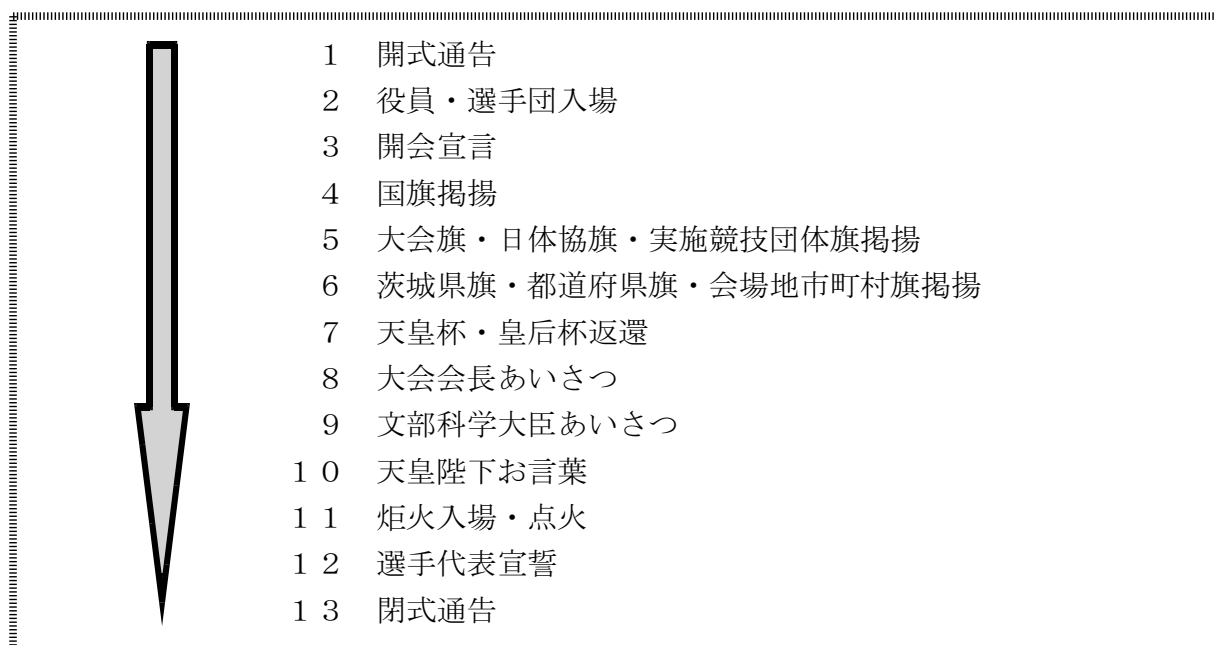 １　開式通告
２　役員・選手団入場
３　開会宣言
４　国旗掲揚
５　大会旗・日体協旗・実施競技団体旗掲揚
６　茨城県旗・都道府県旗・会場地市町村旗掲揚
７　天皇杯・皇后杯返還
８　大会会長あいさつ
９　文部科学大臣あいさつ
１０　天皇陛下お言葉
１１　炬火入場・点火
１２　選手代表宣誓
１３　閉式通告